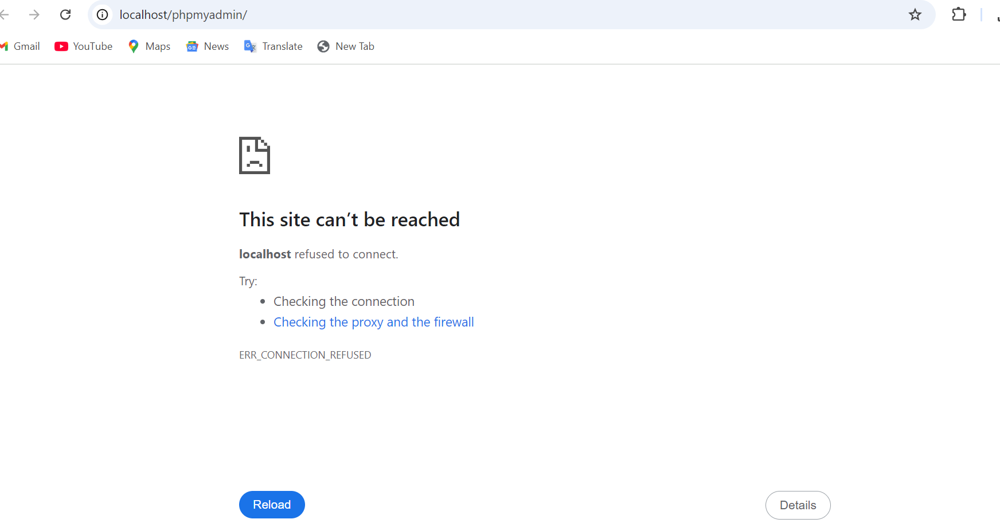 localhost/phpmyadmin/
Gmail YouTube Maps News Translate New Tab
This site can’t be reached
localhost refused to connect.
Try:
• Checking the connection
• Checking the proxy and the firewall
ERR_CONNECTION_REFUSED
Reload Details